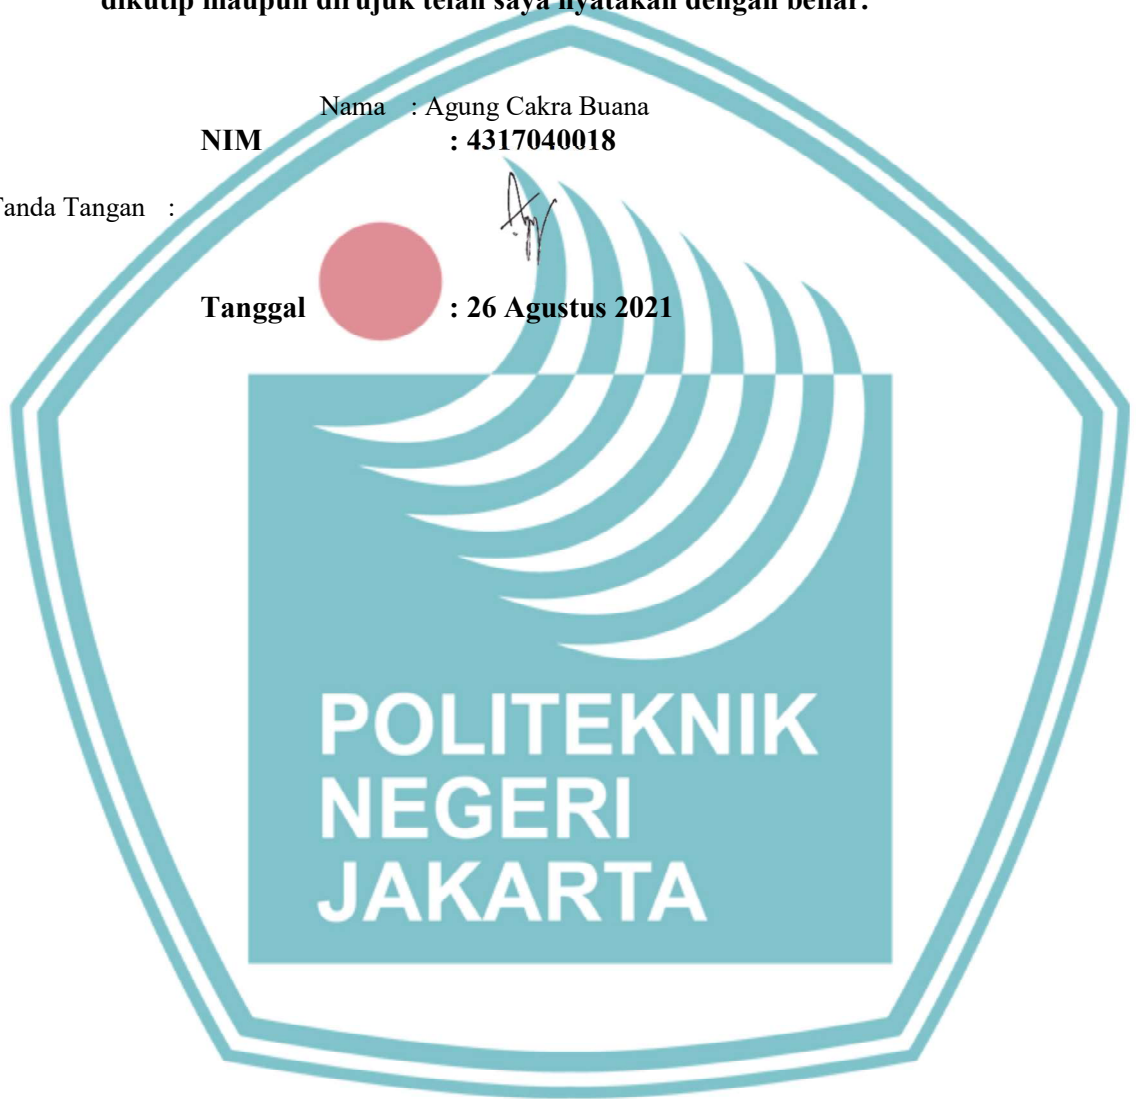 dikutip maupun dirujuk telah saya nyatakan dengan benar.
Nama : Agung Cakra Buana
NIM : 4317040018
Tanda Tangan :
Tanggal : 26 Agustus 2021
POLITEKNIK
NEGERI
JAKARTA